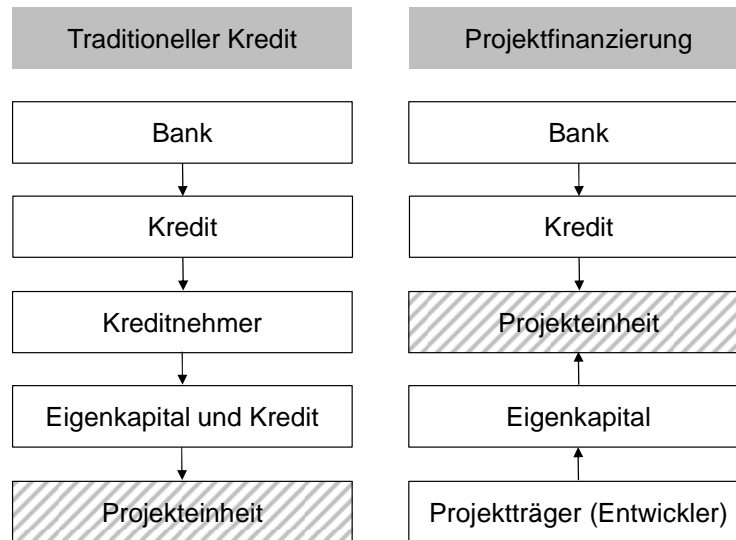 Traditioneller Kredit
Bank
Kredit
Kreditnehmer
Eigenkapital und Kredit
Projekteinheit
Projektfinanzierung
Bank
Kredit
Projekteinheit
Eigenkapital
Projektträger (Entwickler)